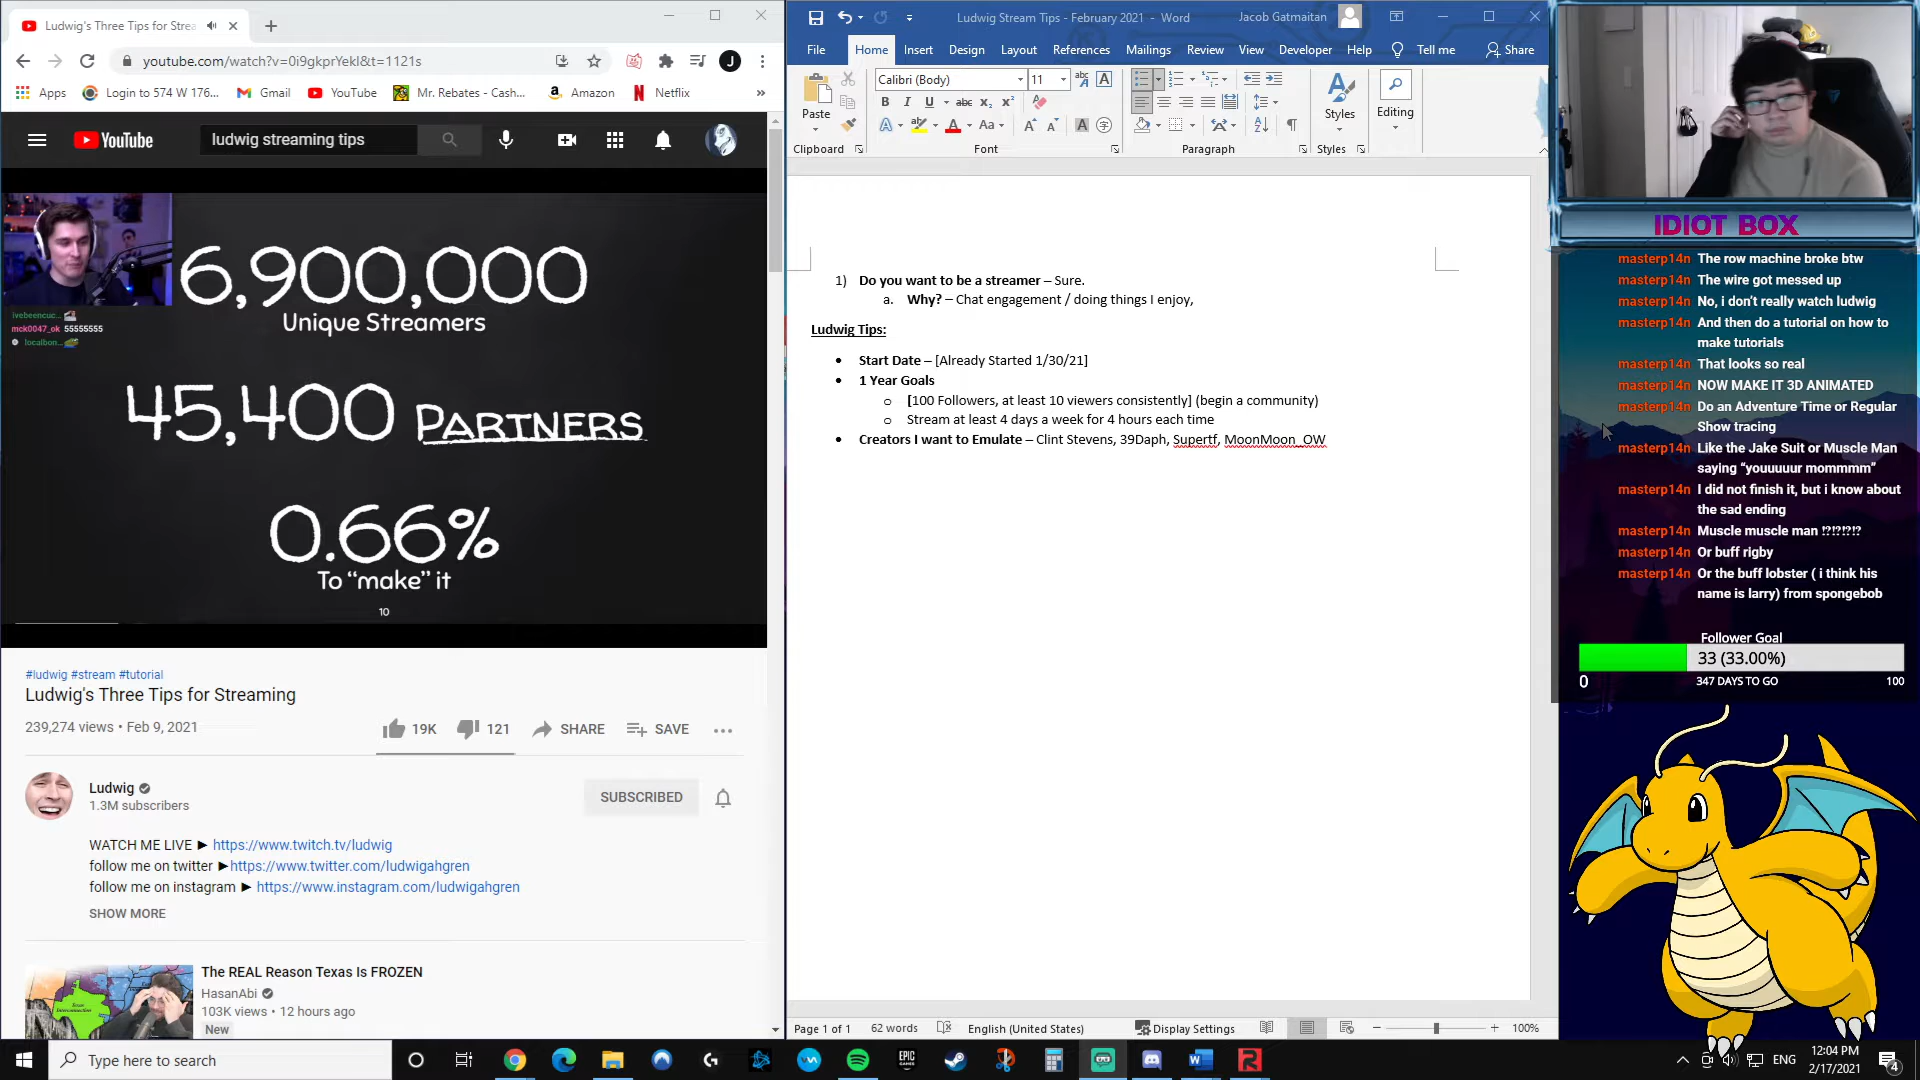 Ludwig's Three Tips for Strea
youtube.com/watch?v=0i9gkprYekI&t=1121s
J
Apps
Login to 574 W 176...
Gmail
YouTube
Mr. Rebates - Cash...
Amazon
Netflix
»
YouTube
ludwig streaming tips
6,900,000
Unique Streamers
ivebeencuc...
mck0047_ok 55555555
localbon...
45,400 PARTNERS
0.66%
To “make” it
10
#ludwig #stream #tutorial
Ludwig's Three Tips for Streaming
239,274 views • Feb 9, 2021
19K
121
SHARE
SAVE
Ludwig
1.3M subscribers
SUBSCRIBED
WATCH ME LIVE ► https://www.twitch.tv/ludwig
follow me on twitter ►https://www.twitter.com/ludwigahgren
follow me on instagram ► https://www.instagram.com/ludwigahgren
SHOW MORE
The REAL Reason Texas Is FROZEN
HasanAbi
103K views • 12 hours ago
New
Ludwig Stream Tips - February 2021 - Word
Jacob Gatmaitan
File
Home
Insert
Design
Layout
References
Mailings
Review
View
Developer
Help
Tell me
Share
Paste
Clipboard
Calibri (Body)
11
Font
Paragraph
Styles
Styles
Editing
1) Do you want to be a streamer – Sure.
a. Why? – Chat engagement / doing things I enjoy,
Ludwig Tips:
• Start Date – [Already Started 1/30/21]
• 1 Year Goals
o [100 Followers, at least 10 viewers consistently] (begin a community)
o Stream at least 4 days a week for 4 hours each time
• Creators I want to Emulate – Clint Stevens, 39Daph, Supertf, MoonMoon_OW
Page 1 of 1
62 words
English (United States)
Display Settings
100%
IDIOT BOX
masterp14n The row machine broke btw
masterp14n The wire got messed up
masterp14n No, i don't really watch ludwig
masterp14n And then do a tutorial on how to
make tutorials
masterp14n That looks so real
masterp14n NOW MAKE IT 3D ANIMATED
masterp14n Do an Adventure Time or Regular
Show tracing
masterp14n Like the Jake Suit or Muscle Man
saying “youuuuur mommmm”
masterp14n I did not finish it, but i know about
the sad ending
masterp14n Muscle muscle man !?!?!?!?
masterp14n Or buff rigby
masterp14n Or the buff lobster ( i think his
name is larry) from spongebob
Follower Goal
33 (33.00%)
0
347 DAYS TO GO
100
Type here to search
EPIC
GAMES
ENG
12:04 PM
2/17/2021
4